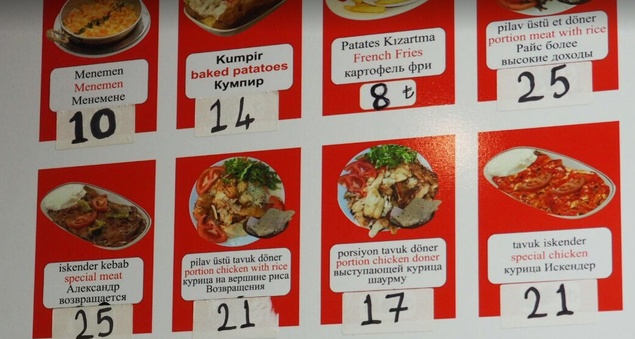 Menemen
Menemen
Менемене
10
Kumpir
baked patatoes
Кумпир
14
Patates Kızartma
French Fries
картофель фри
8 ₺
pilav üstü et döner
portion meat with rice
Райс более
высокие доходы
25
iskender kebab
special meat
Александр
возвращается
25
pilav üstü tavuk döner
portion chicken with rice
курица на вершине риса
Возвращения
21
porsiyon tavuk döner
portion chicken doner
выступающей курица
шаурму
17
tavuk iskender
special chicken
курица Искендер
21